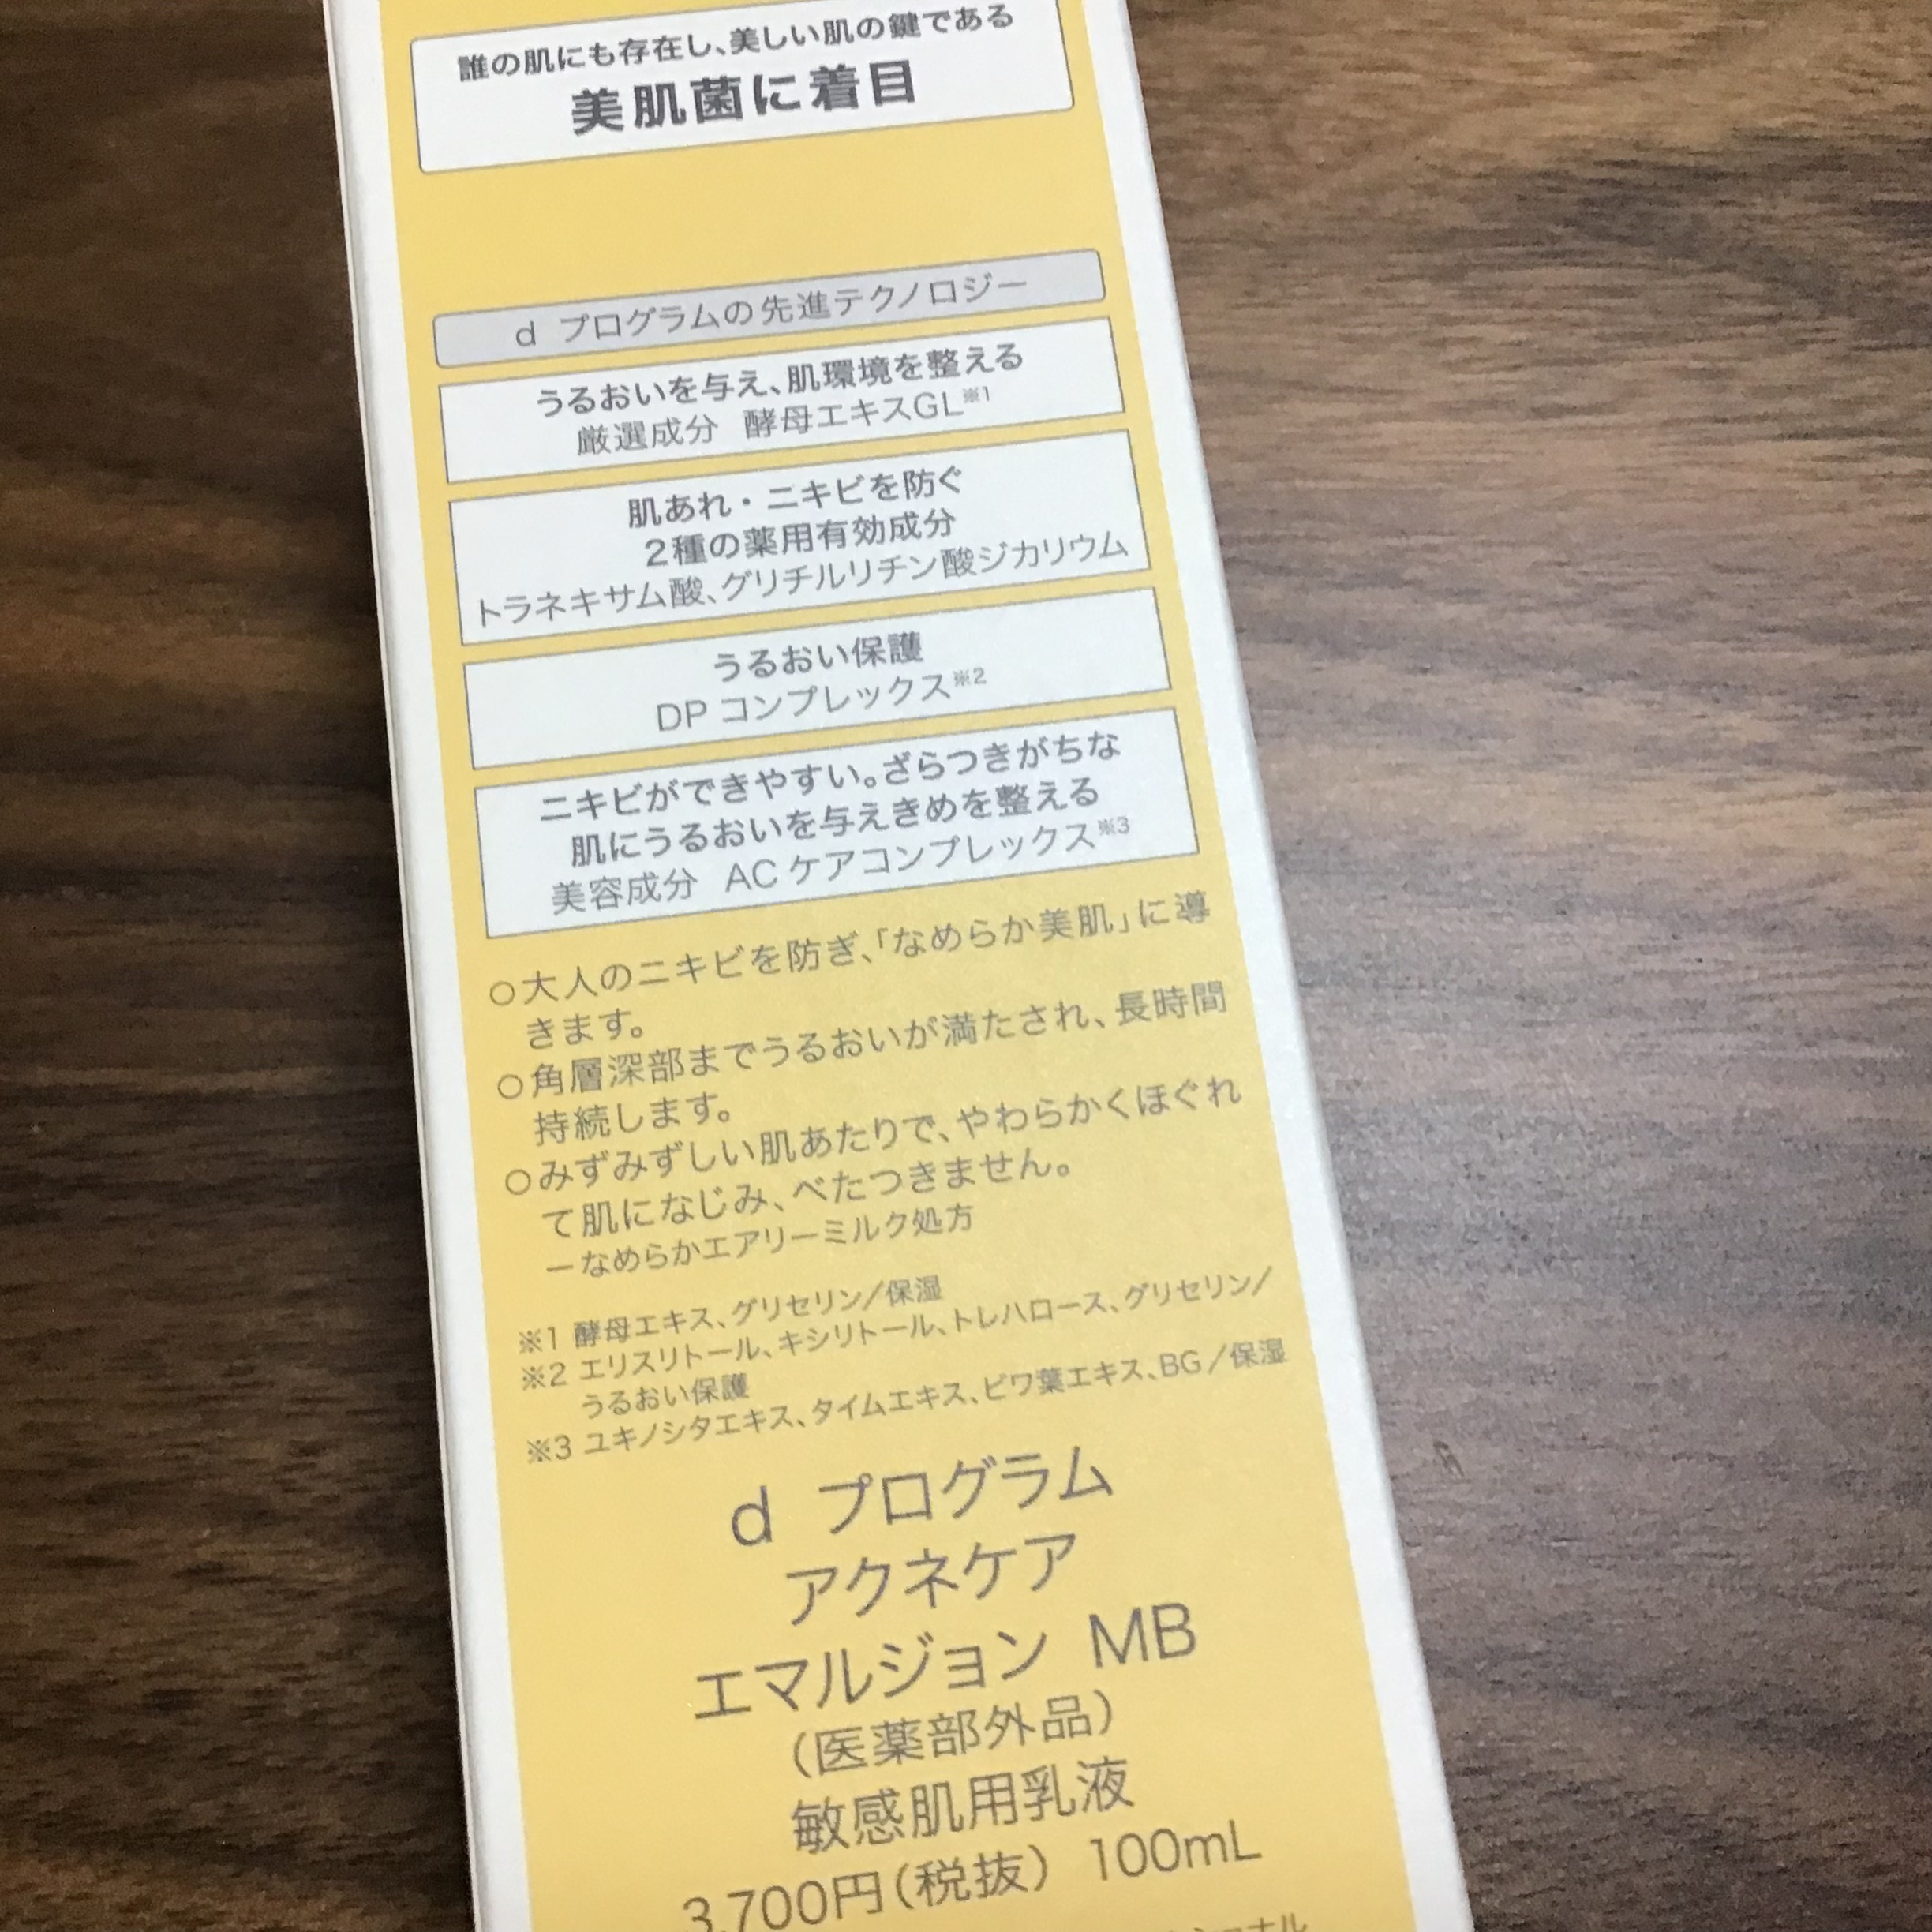 誰の肌にも存在し、美しい肌の鍵である
美肌菌に着目
d プログラムの先進テクノロジー
うるおいを与え、肌環境を整える
厳選成分 酵母エキスGL※1
肌あれ・ニキビを防ぐ
2種の薬用有効成分
トラネキサム酸、グリチルリチン酸ジカリウム
うるおい保護
DP コンプレックス※2
ニキビができやすい。ざらつきがちな
肌にうるおいを与えきめを整える
美容成分 AC ケアコンプレックス※3
○大人のニキビを防ぎ、「なめらか美肌」に導
きます。
○角層深部までうるおいが満たされ、長時間
持続します。
○みずみずしい肌あたりで、やわらかくほぐれ
て肌になじみ、べたつきません。
ーなめらかエアリーミルク処方
※1 酵母エキス、グリセリン/保湿
※2 エリスリトール、キシリトール、トレハロース、グリセリン/
うるおい保護
※3 ユキノシタエキス、タイムエキス、ビワ葉エキス、BG/保湿
d プログラム
アクネケア
エマルジョン MB
(医薬部外品)
敏感肌用乳液
3,700円(税抜) 100mL